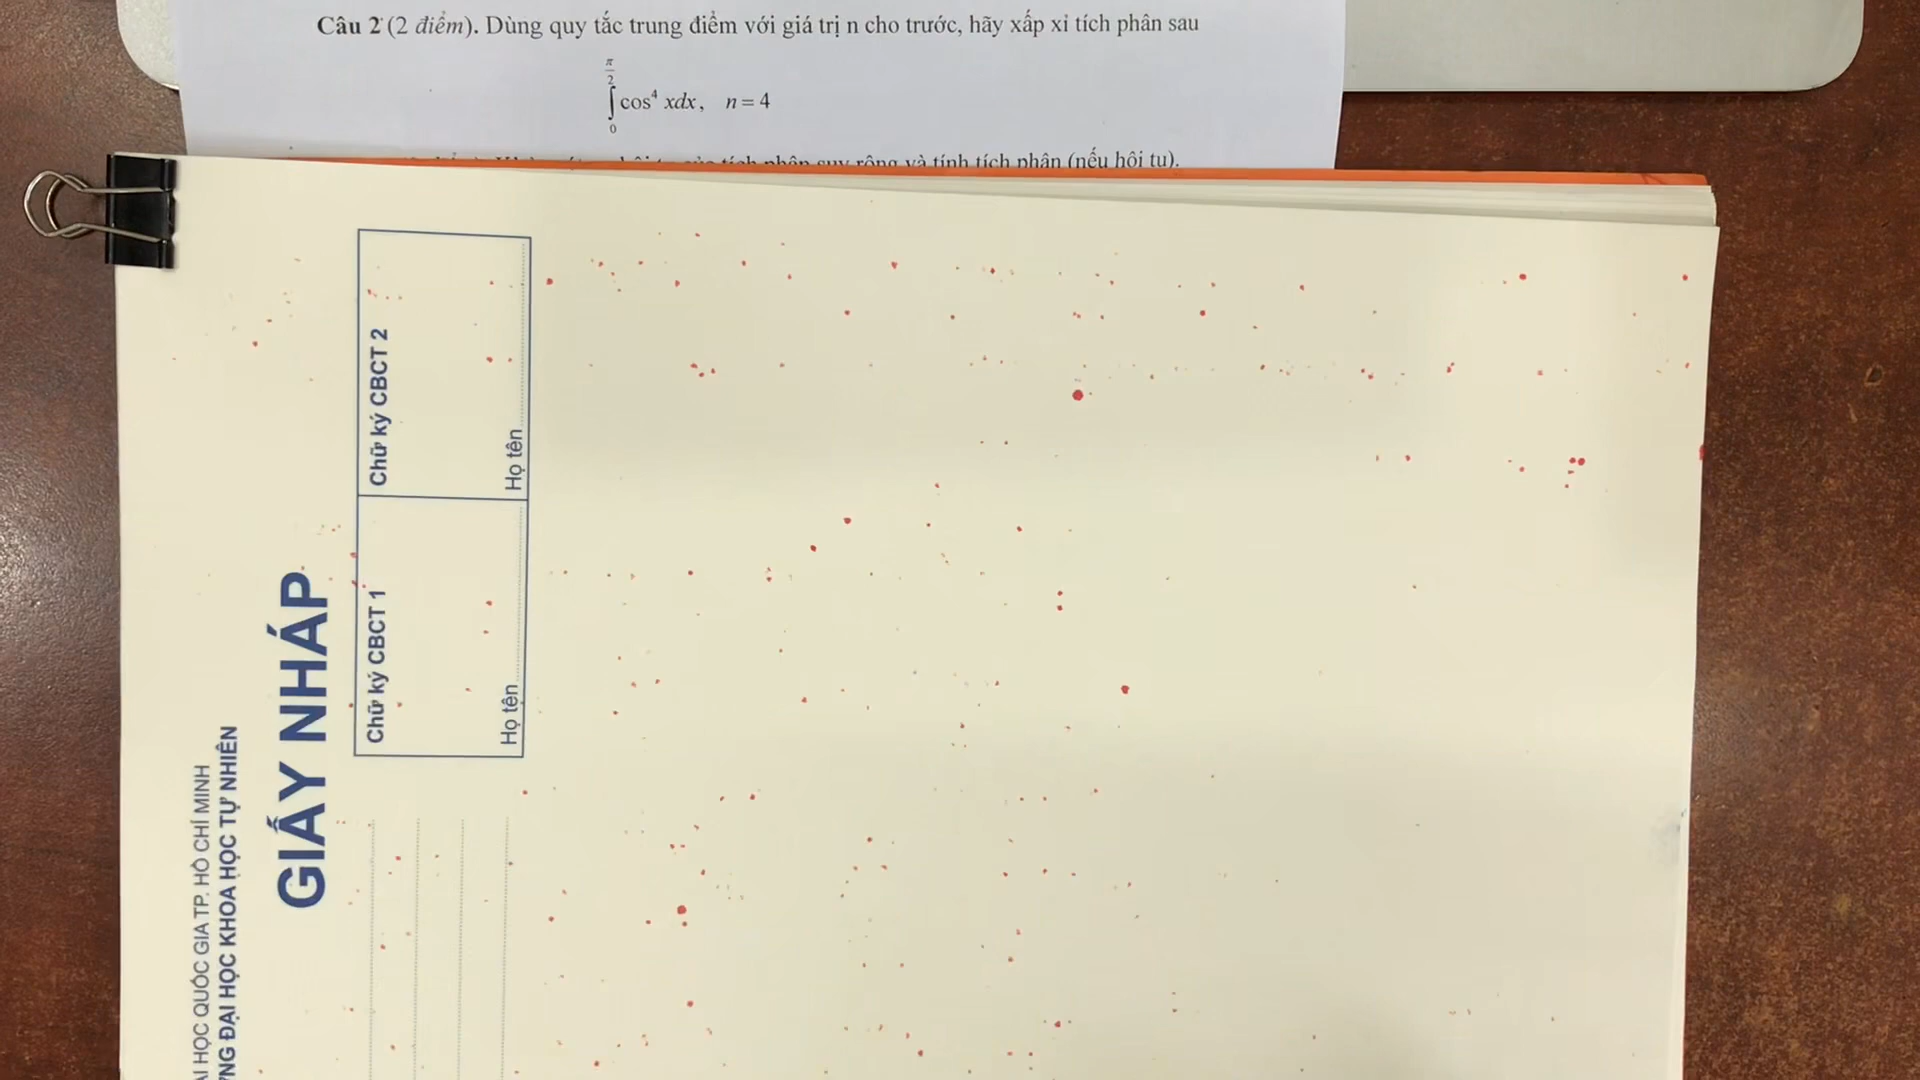 Câu 2 (2 điểm). Dùng quy tắc trung điểm với giá trị n cho trước, hãy xấp xỉ tích phân sau
∫₀^{π/2} cos⁴ xdx, n = 4
của tích phân suy rộng và tính tích phân (nếu hội tụ).
ẠI HỌC QUỐC GIA TP. HỒ CHÍ MINH
ỜNG ĐẠI HỌC KHOA HỌC TỰ NHIÊN
GIẤY NHÁP
Chữ ký CBCT 1
Họ tên
Chữ ký CBCT 2
Họ tên